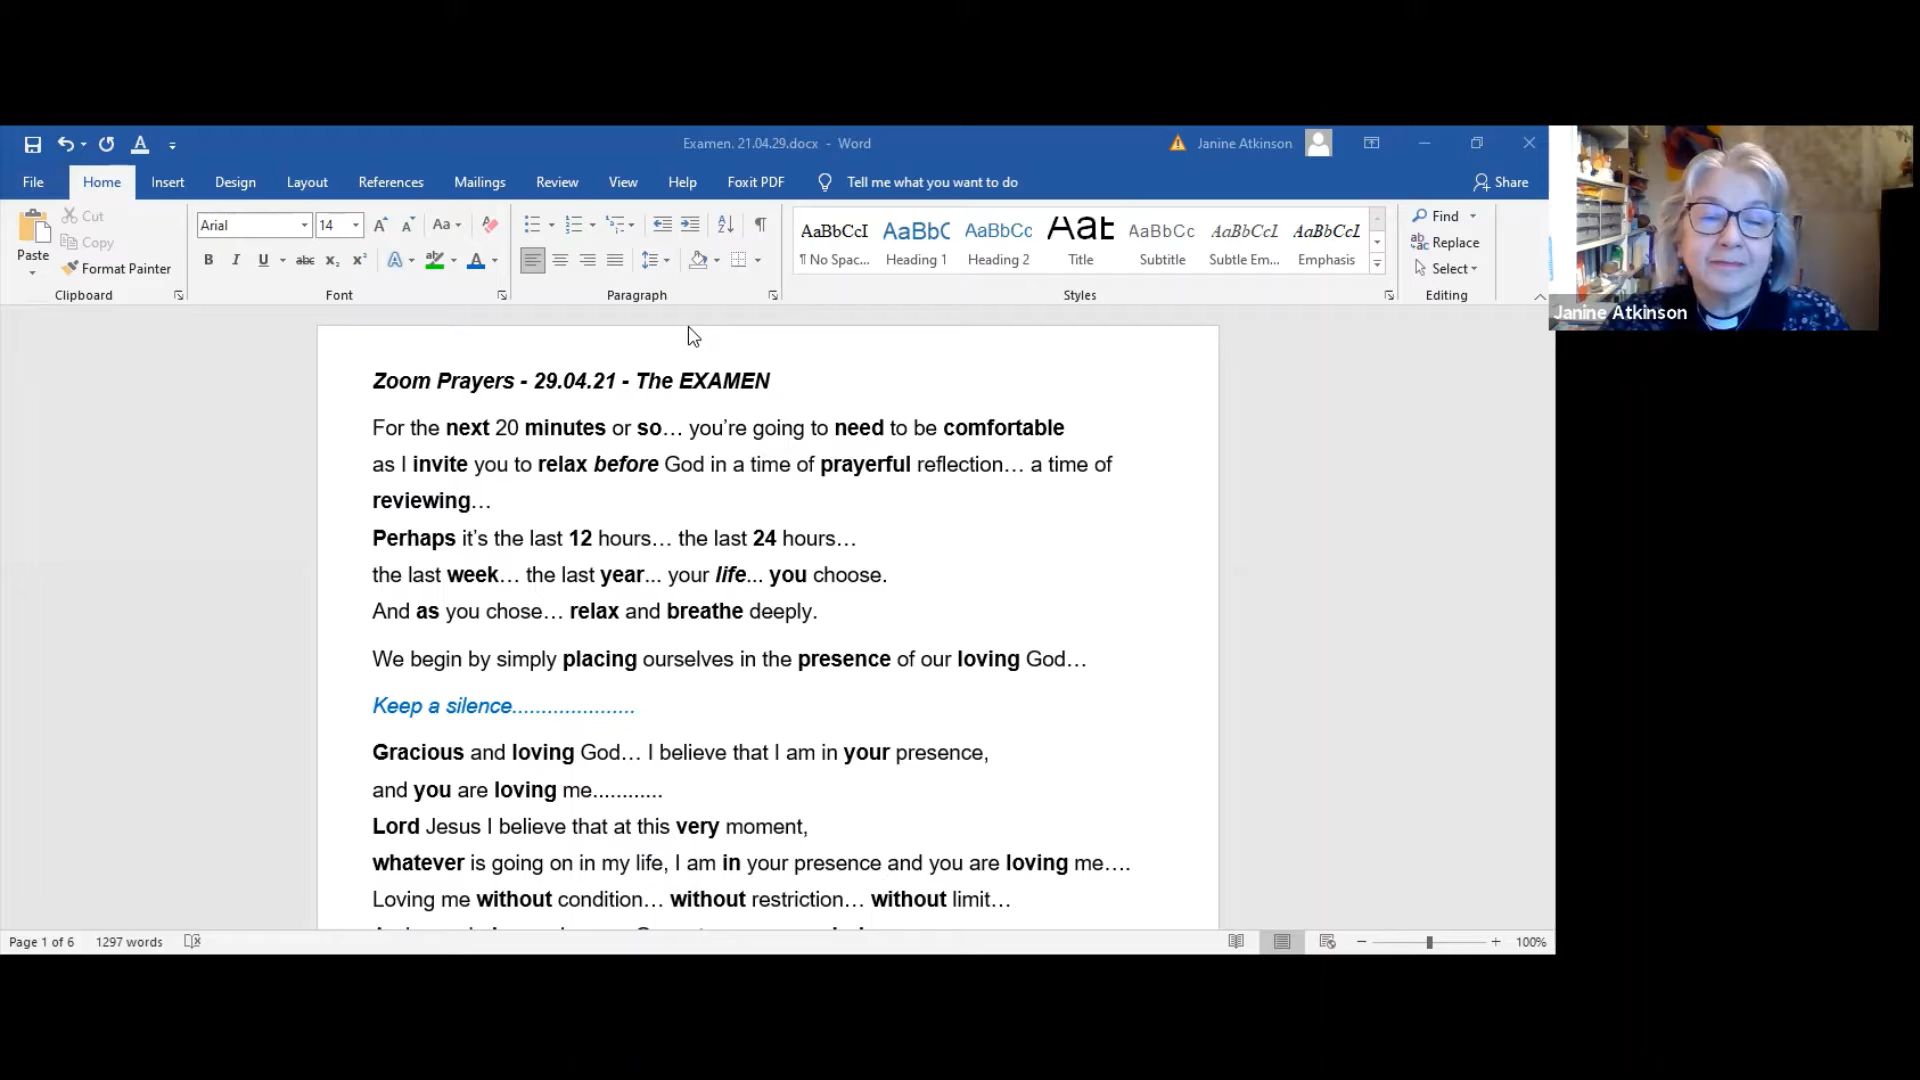 Examen. 21.04.29.docx - Word
Janine Atkinson
File Home Insert Design Layout References Mailings Review View Help Foxit PDF Tell me what you want to do Share
Paste
Cut
Copy
Format Painter
Clipboard
Arial 14
Font
Paragraph
AaBbCcI AaBbC AaBbCc AaB AaBbCcC AaBbCcI AaBbCcI
¶ No Spac... Heading 1 Heading 2 Title Subtitle Subtle Em... Emphasis
Styles
Find
Replace
Select
Editing
Janine Atkinson
Zoom Prayers - 29.04.21 - The EXAMEN
For the next 20 minutes or so… you’re going to need to be comfortable
as I invite you to relax before God in a time of prayerful reflection… a time of
reviewing…
Perhaps it’s the last 12 hours… the last 24 hours…
the last week… the last year... your life... you choose.
And as you chose… relax and breathe deeply.
We begin by simply placing ourselves in the presence of our loving God…
Keep a silence.....................
Gracious and loving God… I believe that I am in your presence,
and you are loving me............
Lord Jesus I believe that at this very moment,
whatever is going on in my life, I am in your presence and you are loving me….
Loving me without condition… without restriction… without limit…
Page 1 of 6 1297 words 100%